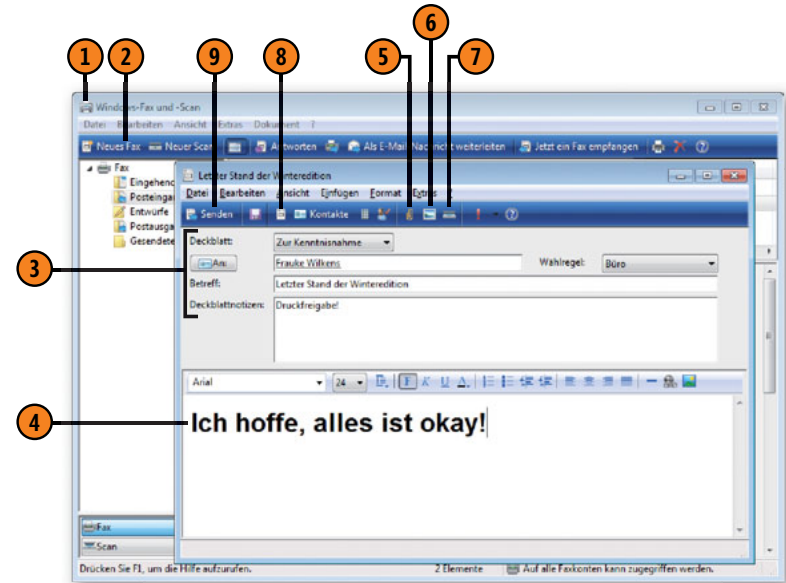 6
1 2 9 8 5 7
Windows-Fax und -Scan
Datei Bearbeiten Ansicht Extras Dokument ?
Neues Fax Neuer Scan Antworten Als E-Mail-Nachricht weiterleiten Jetzt ein Fax empfangen
Fax
Letzter Stand der Winteredition
Datei Bearbeiten Ansicht Einfügen Format Extras ?
Entwürfe
Senden Kontakte
Gesendete
Deckblatt: Zur Kenntnisnahme
3
An: Frauke Wilkens Wahlregel: Büro
Betreff: Letzter Stand der Winteredition
Deckblattnotizen: Druckfreigabe!
Arial 24 F K U A
4
Ich hoffe, alles ist okay!
Fax
Scan
Drücken Sie F1, um die Hilfe aufzurufen. 2 Elemente Auf alle Faxkonten kann zugegriffen werden.